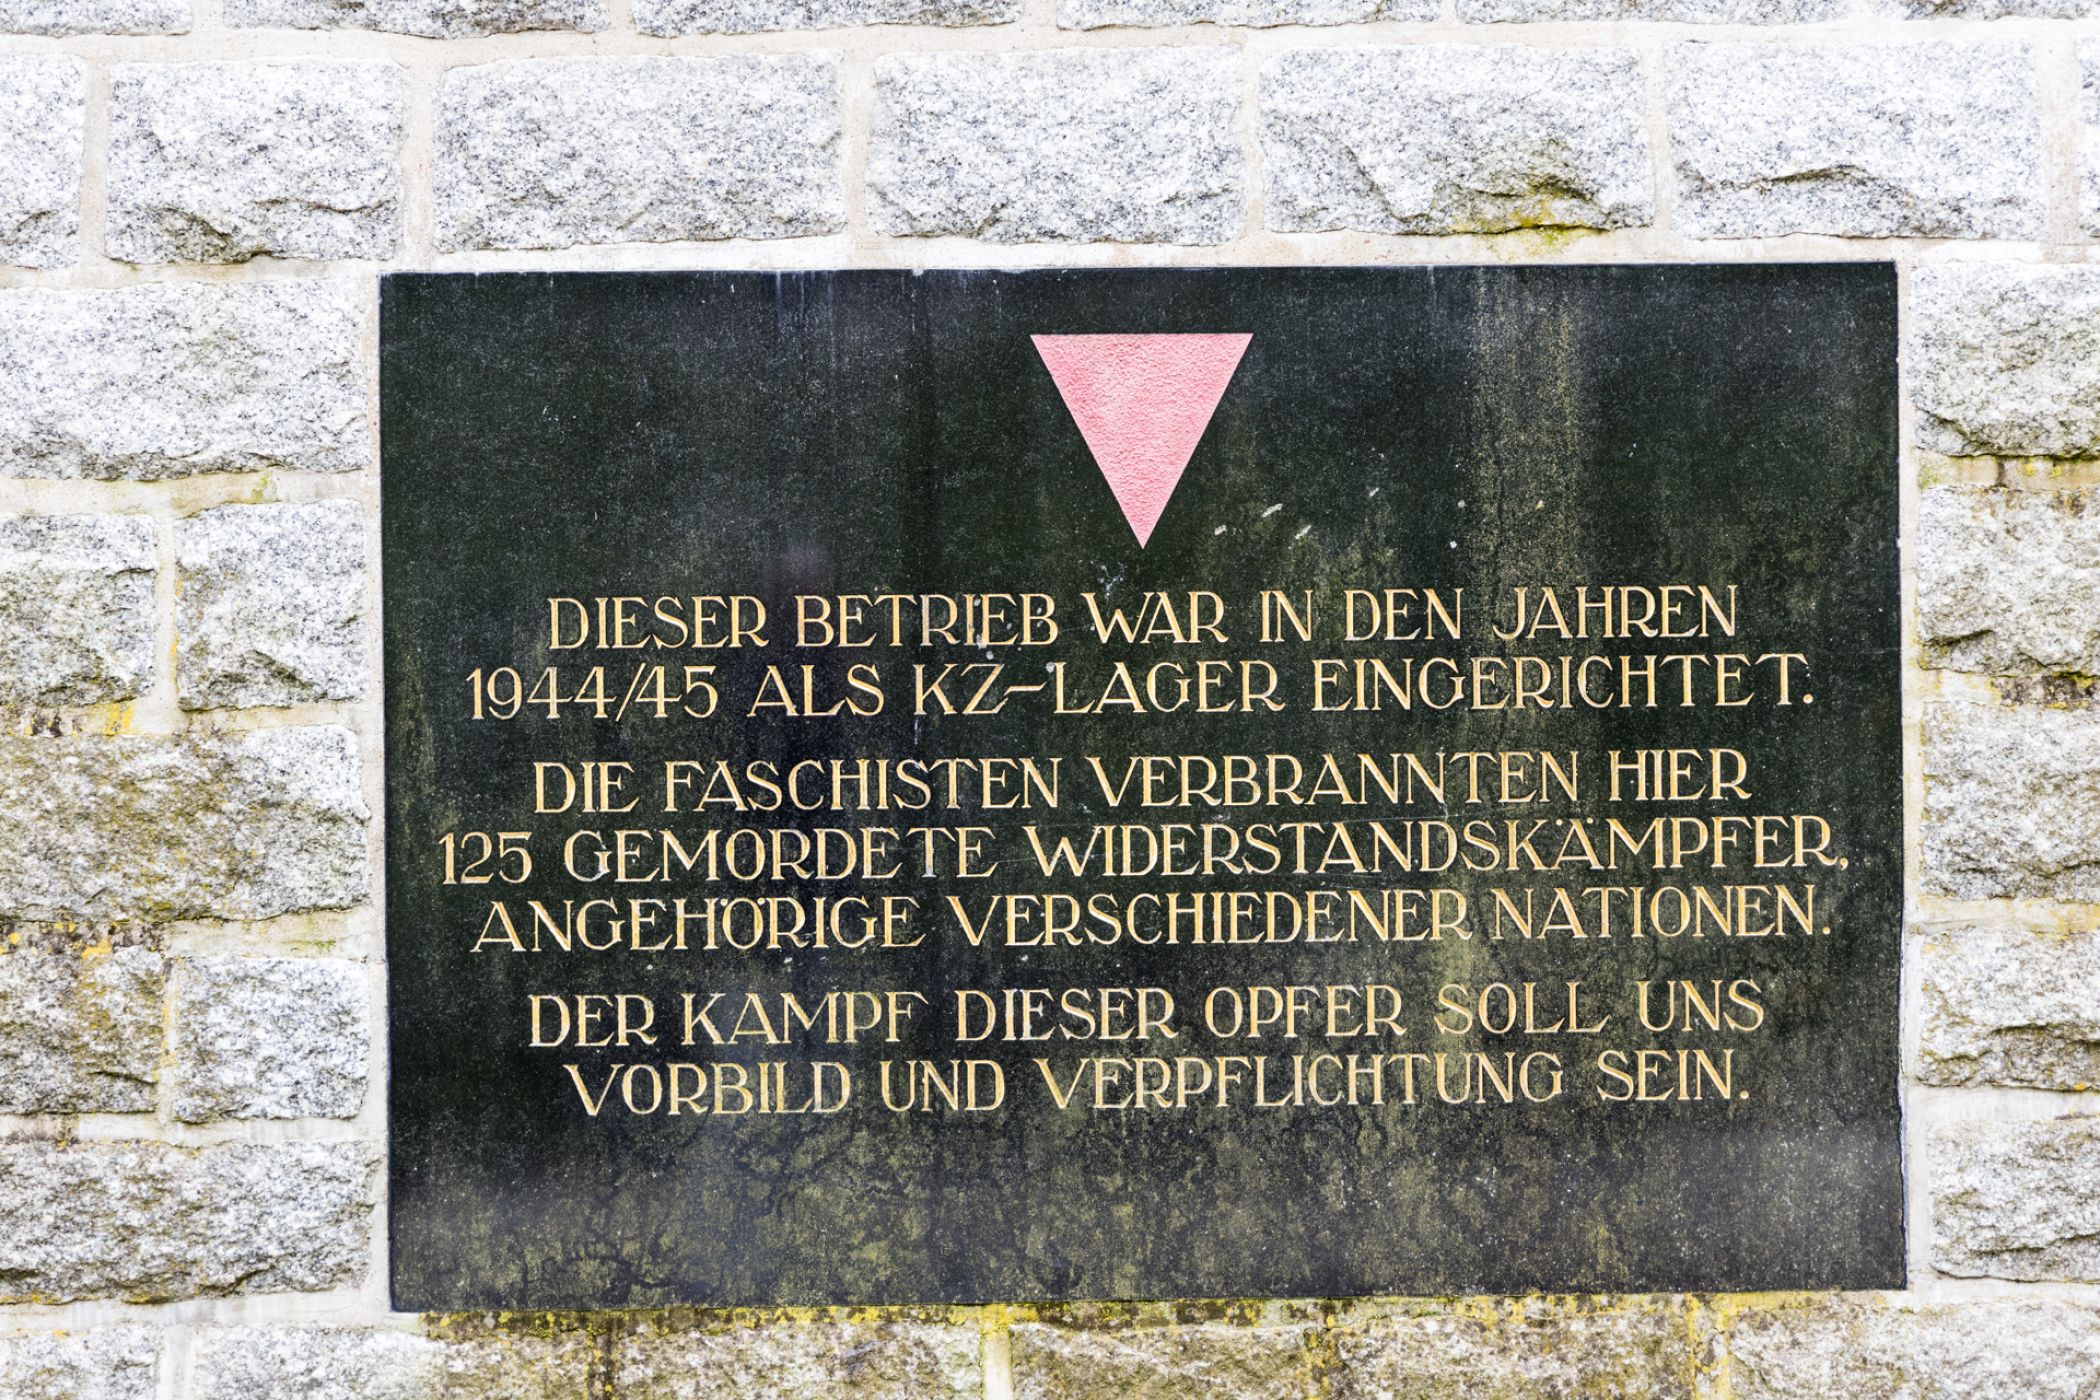 DIESER BETRIEB WAR IN DEN JAHREN
1944/45 ALS KZ-LAGER EINGERICHTET.
DIE FASCHISTEN VERBRANNTEN HIER
125 GEMORDETE WIDERSTANDSKÄMPFER,
ANGEHÖRIGE VERSCHIEDENER NATIONEN.
DER KAMPF DIESER OPFER SOLL UNS
VORBILD UND VERPFLICHTUNG SEIN.